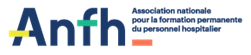 Anfh
Association nationale
pour la formation permanente
du personnel hospitalier